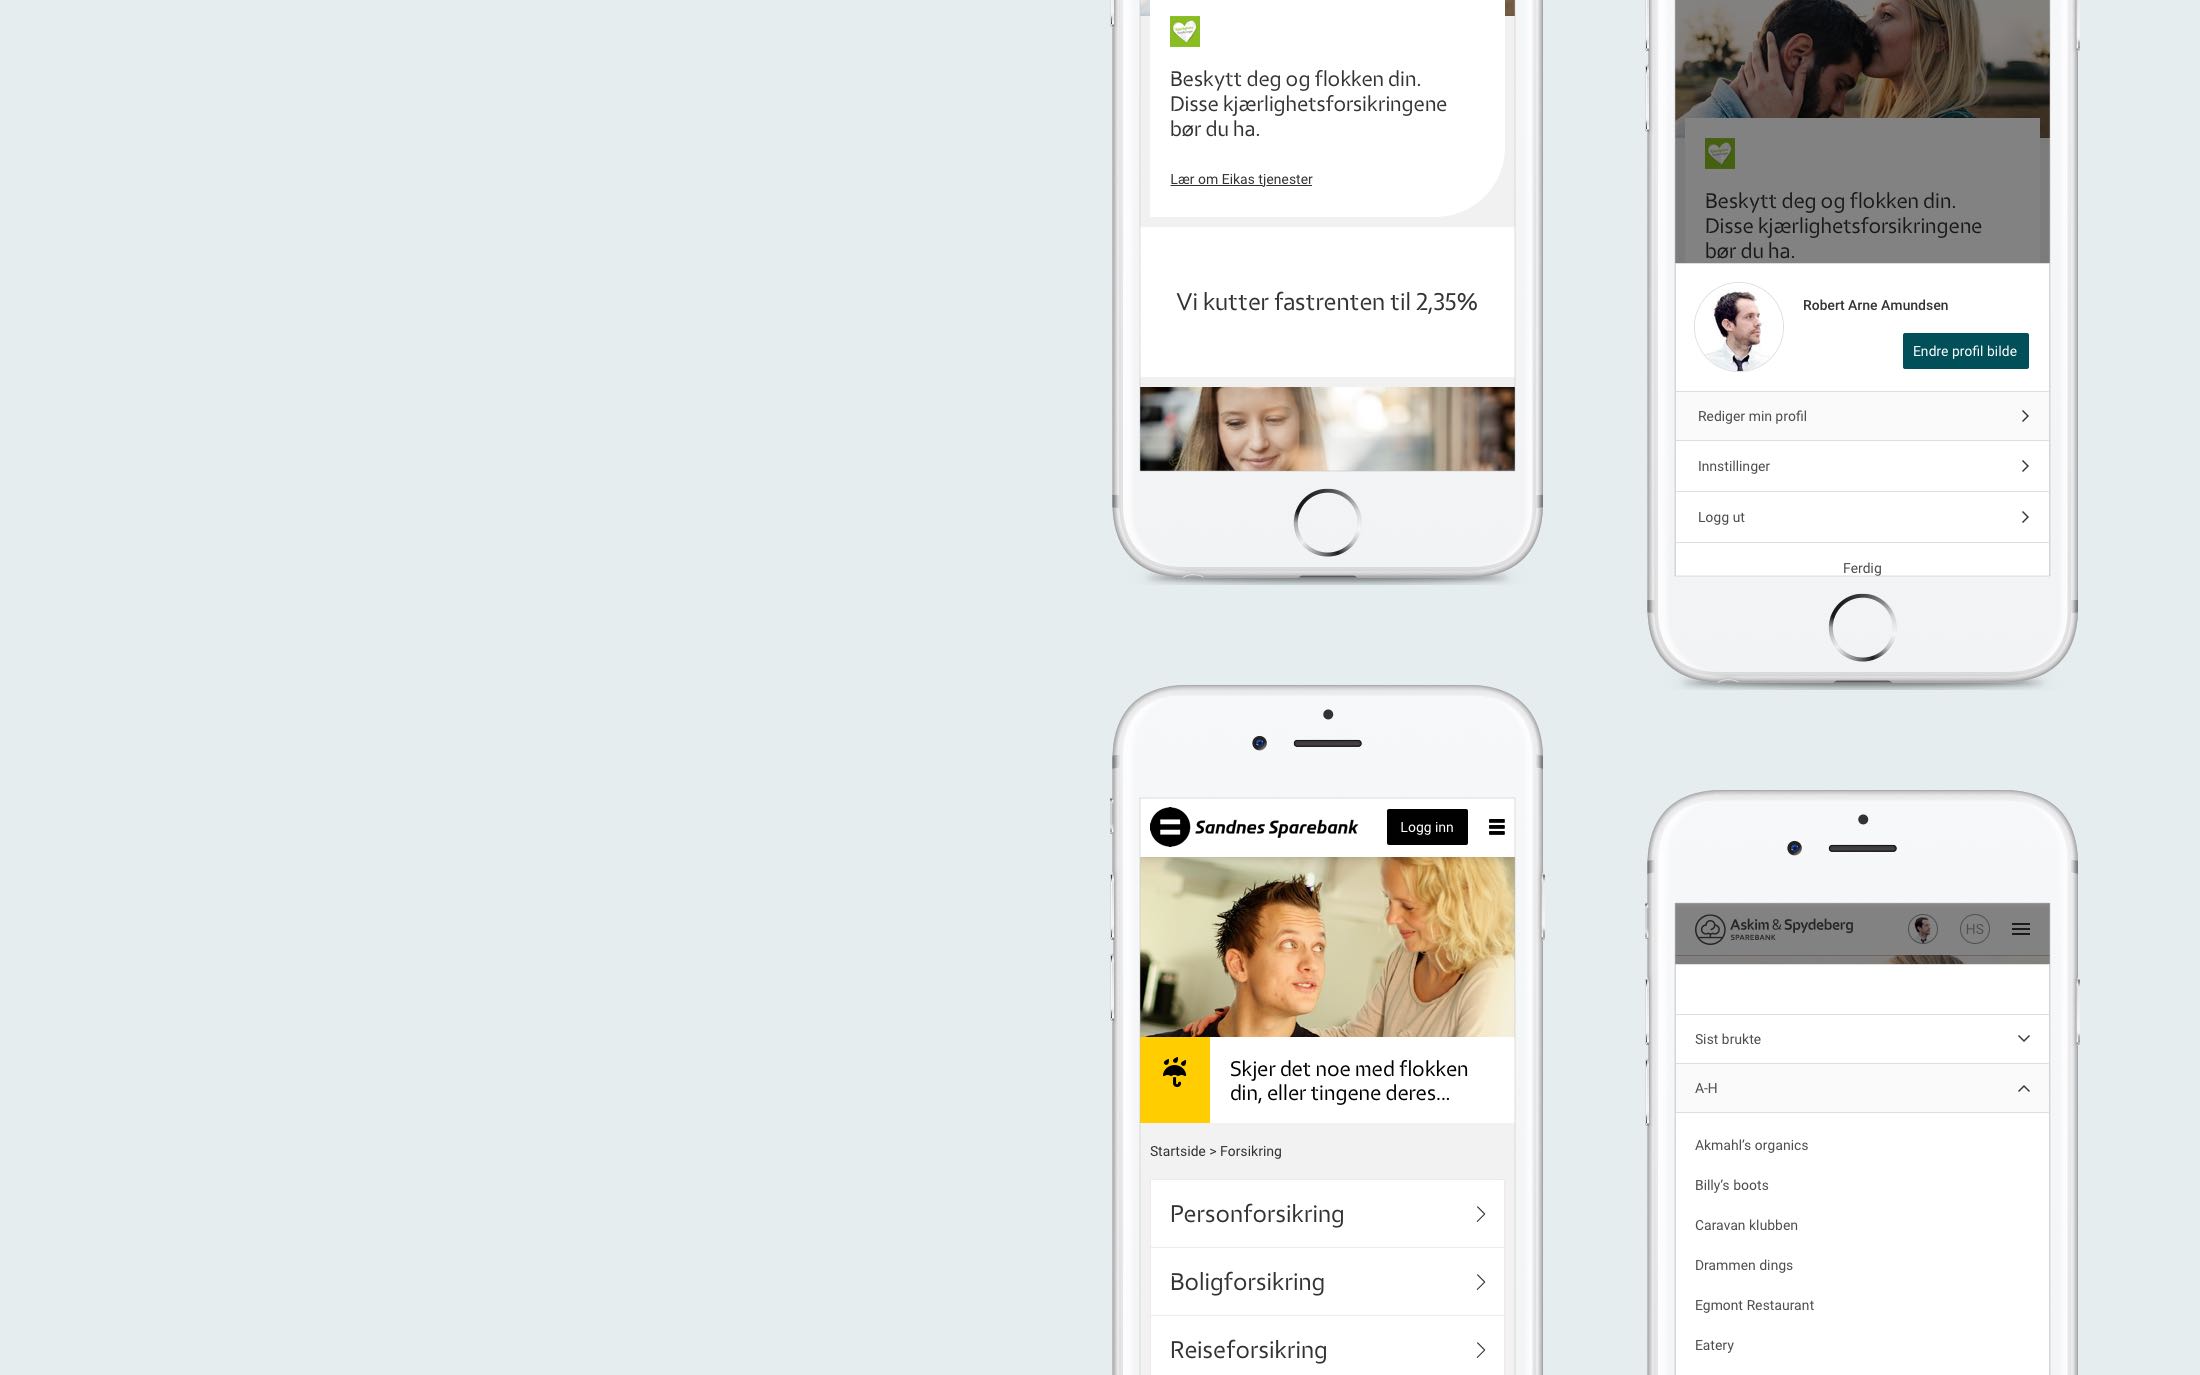 Beskytt deg og flokken din.
Disse kjærlighetsforsikringene
bør du ha.
Lær om Eikas tjenester
Vi kutter fastrenten til 2,35%
Beskytt deg og flokken din.
Disse kjærlighetsforsikringene
bør du ha.
Robert Arne Amundsen
Endre profil bilde
Rediger min profil
Innstillinger
Logg ut
Ferdig
Sandnes Sparebank
Logg inn
Skjer det noe med flokken
din, eller tingene deres...
Startside > Forsikring
Personforsikring
Boligforsikring
Reiseforsikring
Askim & Spydeberg
SPAREBANK
HS
Sist brukte
A-H
Akmahl’s organics
Billy’s boots
Caravan klubben
Drammen dings
Egmont Restaurant
Eatery